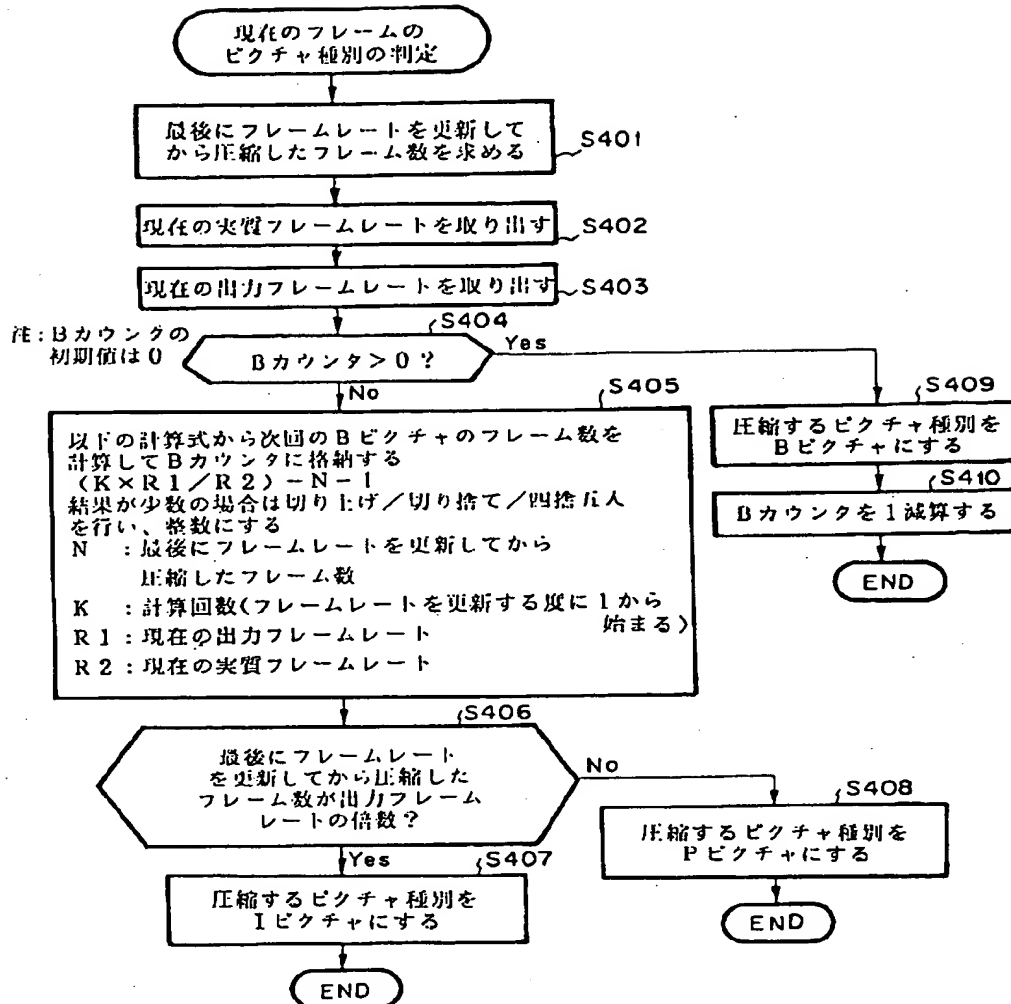 現在のフレームの
ピクチャ種別の判定
最後にフレームレートを更新して
から圧縮したフレーム数を求める
S401
現在の実質フレームレートを取り出す
S402
現在の出力フレームレートを取り出す
S403
注:Bカウンタの
初期値は0
S404
Bカウンタ>0?
Yes
No
S405
以下の計算式から次回のBピクチャのフレーム数を
計算してBカウンタに格納する
(K×R1/R2)-N-1
結果が少数の場合は切り上げ/切り捨て/四捨五入
を行い、整数にする
N :最後にフレームレートを更新してから
圧縮したフレーム数
K :計算回数(フレームレートを更新する度に1から
始まる)
R1:現在の出力フレームレート
R2:現在の実質フレームレート
S409
圧縮するピクチャ種別を
Bピクチャにする
S410
Bカウンタを1減算する
END
S406
最後にフレームレート
を更新してから圧縮した
フレーム数が出力フレーム
レートの倍数?
No
Yes
S408
圧縮するピクチャ種別を
Pピクチャにする
END
S407
圧縮するピクチャ種別を
Iピクチャにする
END